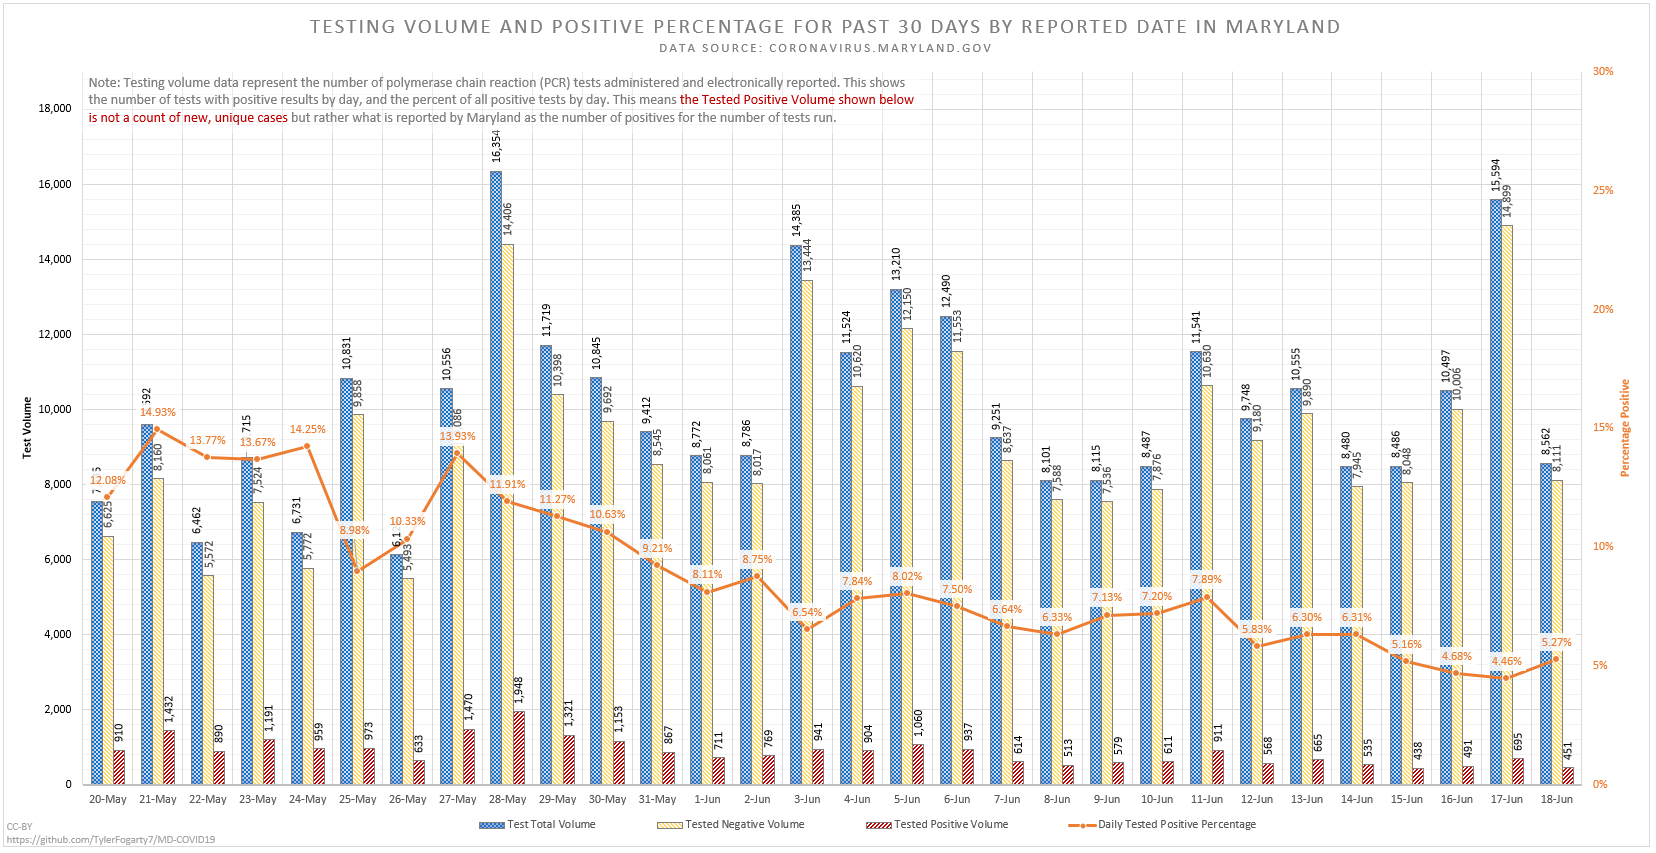 TESTING VOLUME AND POSITIVE PERCENTAGE FOR PAST 30 DAYS BY REPORTED DATE IN MARYLAND
DATA SOURCE: CORONAVIRUS.MARYLAND.GOV
Note: Testing volume data represent the number of polymerase chain reaction (PCR) tests administered and electronically reported. This shows
the number of tests with positive results by day, and the percent of all positive tests by day. This means the Tested Positive Volume shown below
is not a count of new, unique cases but rather what is reported by Maryland as the number of positives for the number of tests run.
Test Volume
18,000
16,000
14,000
12,000
10,000
8,000
6,000
4,000
2,000
0
Percentage Positive
30%
25%
20%
15%
10%
5%
0%
6,625 910 12.08%
8,160 1,432 14.93%
6,462 5,572 890 13.77%
7,524 1,191 13.67%
6,731 5,772 959 14.25%
10,831 9,858 973 8.98%
5,493 633 10.33%
10,556 1,470 13.93%
16,354 14,406 1,948 11.91%
11,719 10,398 1,321 11.27%
10,845 9,692 1,153 10.63%
9,412 8,545 867 9.21%
8,772 8,061 711 8.11%
8,786 8,017 769 8.75%
14,385 13,444 941 6.54%
11,524 10,620 904 7.84%
13,210 12,150 1,060 8.02%
12,490 11,553 937 7.50%
9,251 8,637 614 6.64%
8,101 7,588 513 6.33%
8,115 7,536 579 7.13%
8,487 7,876 611 7.20%
11,541 10,630 911 7.89%
9,748 9,180 568 5.83%
10,555 9,890 665 6.30%
8,480 7,945 535 6.31%
8,486 8,048 438 5.16%
10,497 10,006 491 4.68%
15,594 14,899 695 4.46%
8,562 8,111 451 5.27%
20-May 21-May 22-May 23-May 24-May 25-May 26-May 27-May 28-May 29-May 30-May 31-May 1-Jun 2-Jun 3-Jun 4-Jun 5-Jun 6-Jun 7-Jun 8-Jun 9-Jun 10-Jun 11-Jun 12-Jun 13-Jun 14-Jun 15-Jun 16-Jun 17-Jun 18-Jun
Test Total Volume Tested Negative Volume Tested Positive Volume Daily Tested Positive Percentage
CC-BY
https://github.com/TylerFogarty7/MD-COVID19